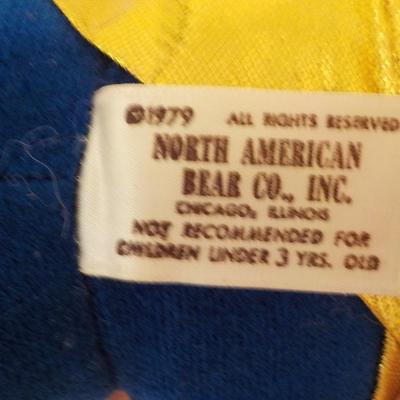 ©1979 ALL RIGHTS RESERVED
NORTH AMERICAN
BEAR CO., INC.
CHICAGO, ILLINOIS
NOT RECOMMENDED FOR
CHILDREN UNDER 3 YRS. OLD